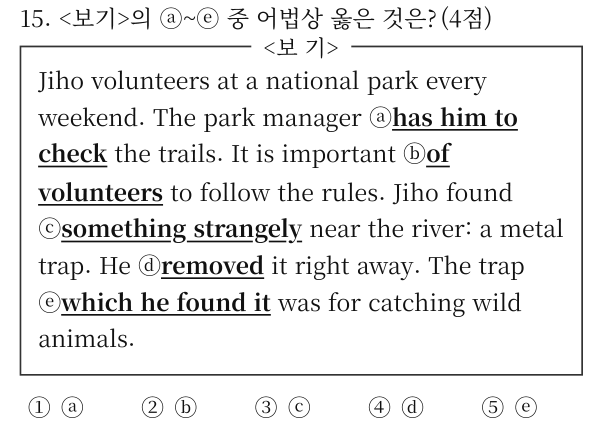 15. <보기>의 ⓐ~ⓔ 중 어법상 옳은 것은?(4점)
<보 기>
Jiho volunteers at a national park every
weekend. The park manager ⓐhas him to
check the trails. It is important ⓑof
volunteers to follow the rules. Jiho found
ⓒsomething strangely near the river: a metal
trap. He ⓓremoved it right away. The trap
ⓔwhich he found it was for catching wild
animals.
① ⓐ ② ⓑ ③ ⓒ ④ ⓓ ⑤ ⓔ